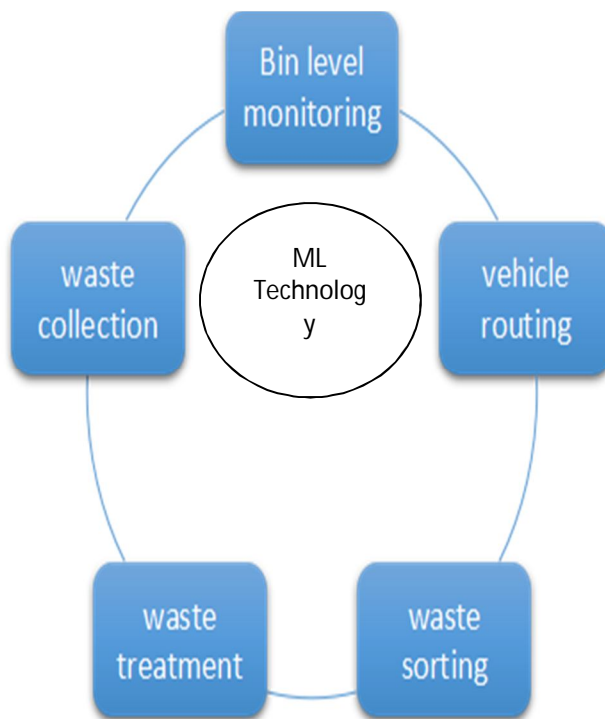 Bin level
monitoring
ML
Technolog
y
waste
collection
vehicle
routing
waste
treatment
waste
sorting